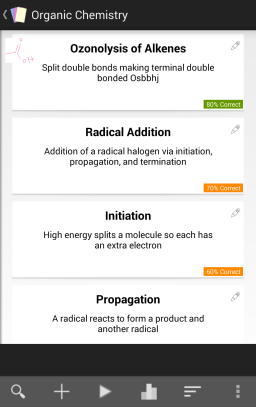 Organic Chemistry
Ozonolysis of Alkenes
Split double bonds making terminal double
bonded Osbbhj
80% Correct
Radical Addition
Addition of a radical halogen via initiation,
propagation, and termination
70% Correct
Initiation
High energy splits a molecule so each has
an extra electron
50% Correct
Propagation
A radical reacts to form a product and
another radical